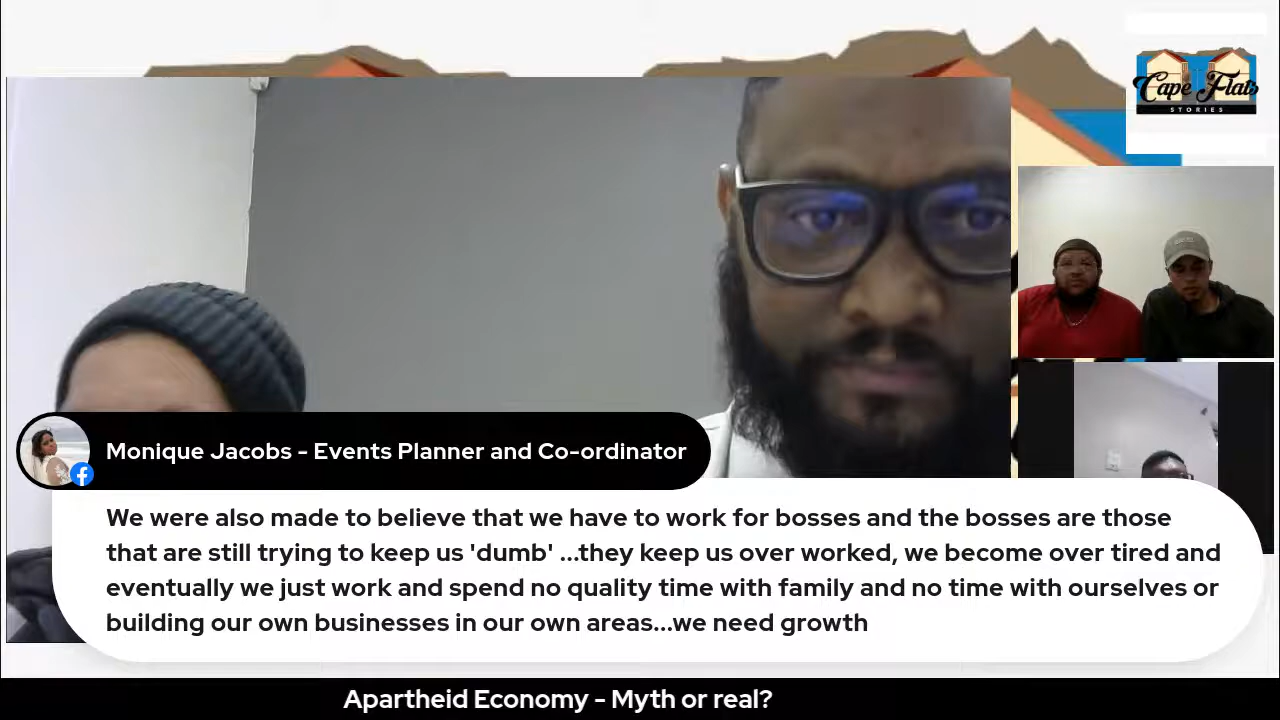 Cape Flats
STORIES
Monique Jacobs - Events Planner and Co-ordinator
We were also made to believe that we have to work for bosses and the bosses are those
that are still trying to keep us 'dumb' ...they keep us over worked, we become over tired and
eventually we just work and spend no quality time with family and no time with ourselves or
building our own businesses in our own areas...we need growth
Apartheid Economy - Myth or real?